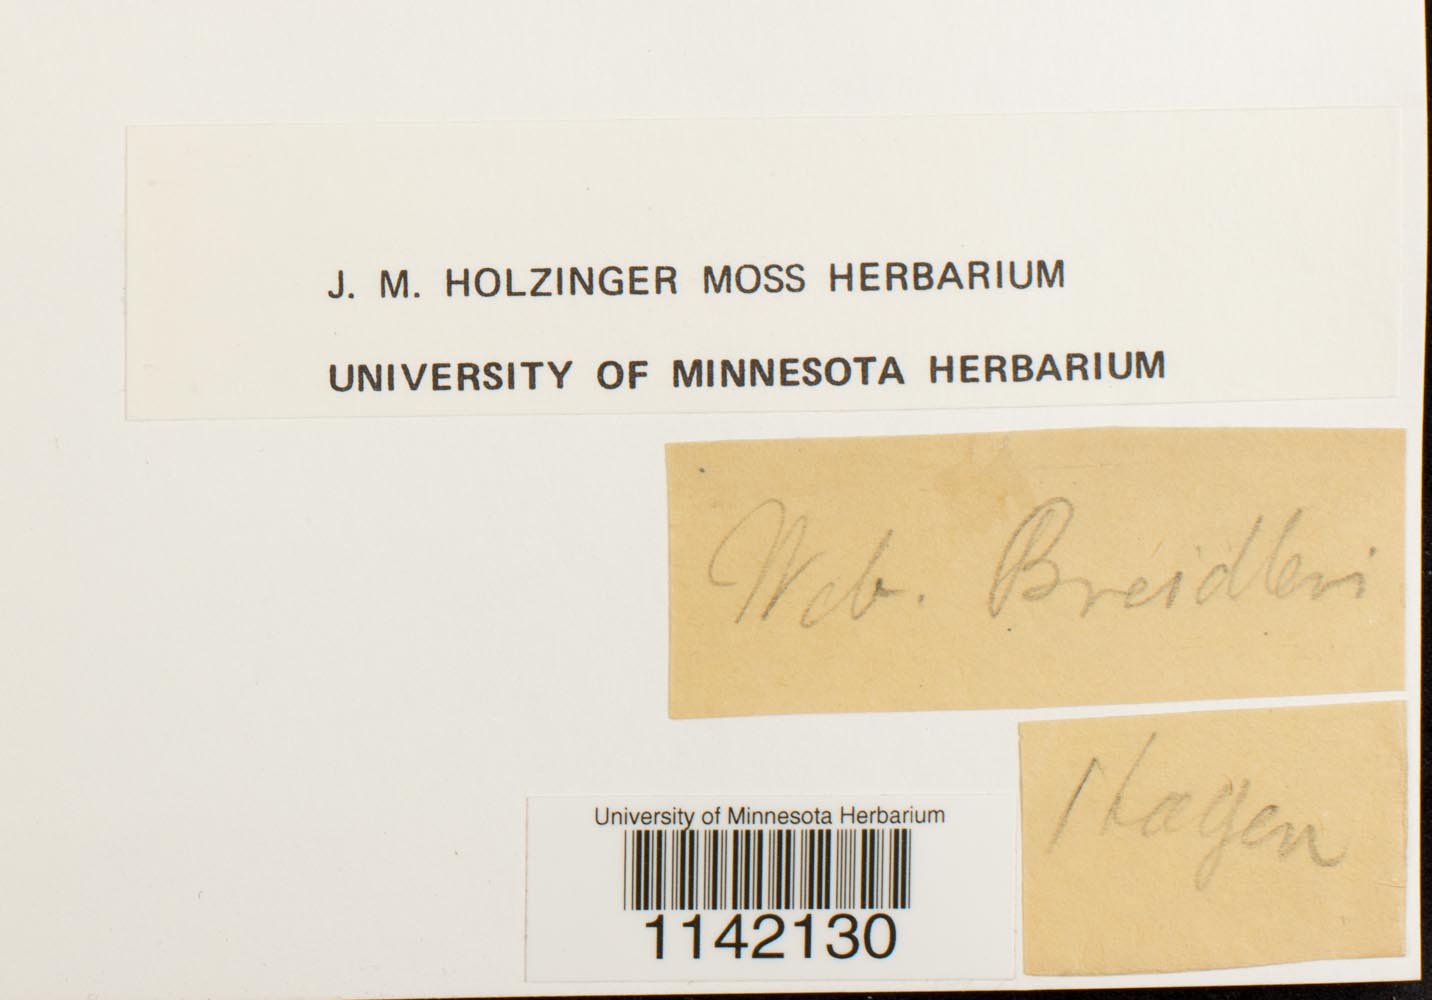 J. M. HOLZINGER MOSS HERBARIUM
UNIVERSITY OF MINNESOTA HERBARIUM
Web. Breidleri
Hagen
University of Minnesota Herbarium
1142130